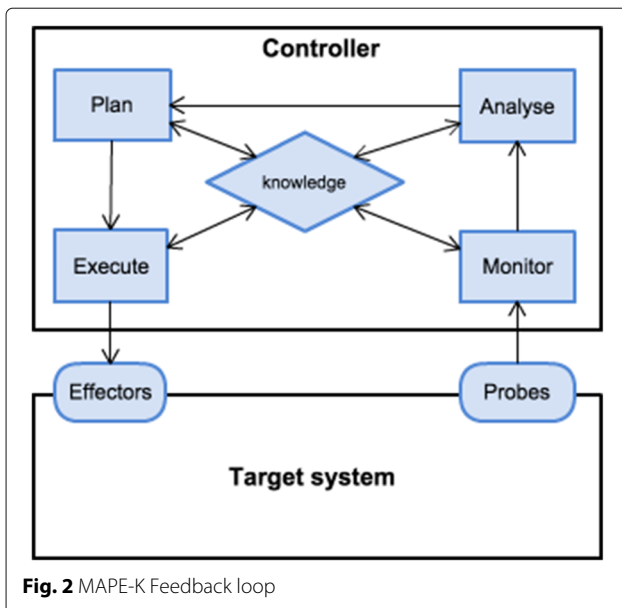 Controller
Plan
Analyse
knowledge
Execute
Monitor
Effectors
Probes
Target system
Fig. 2 MAPE-K Feedback loop